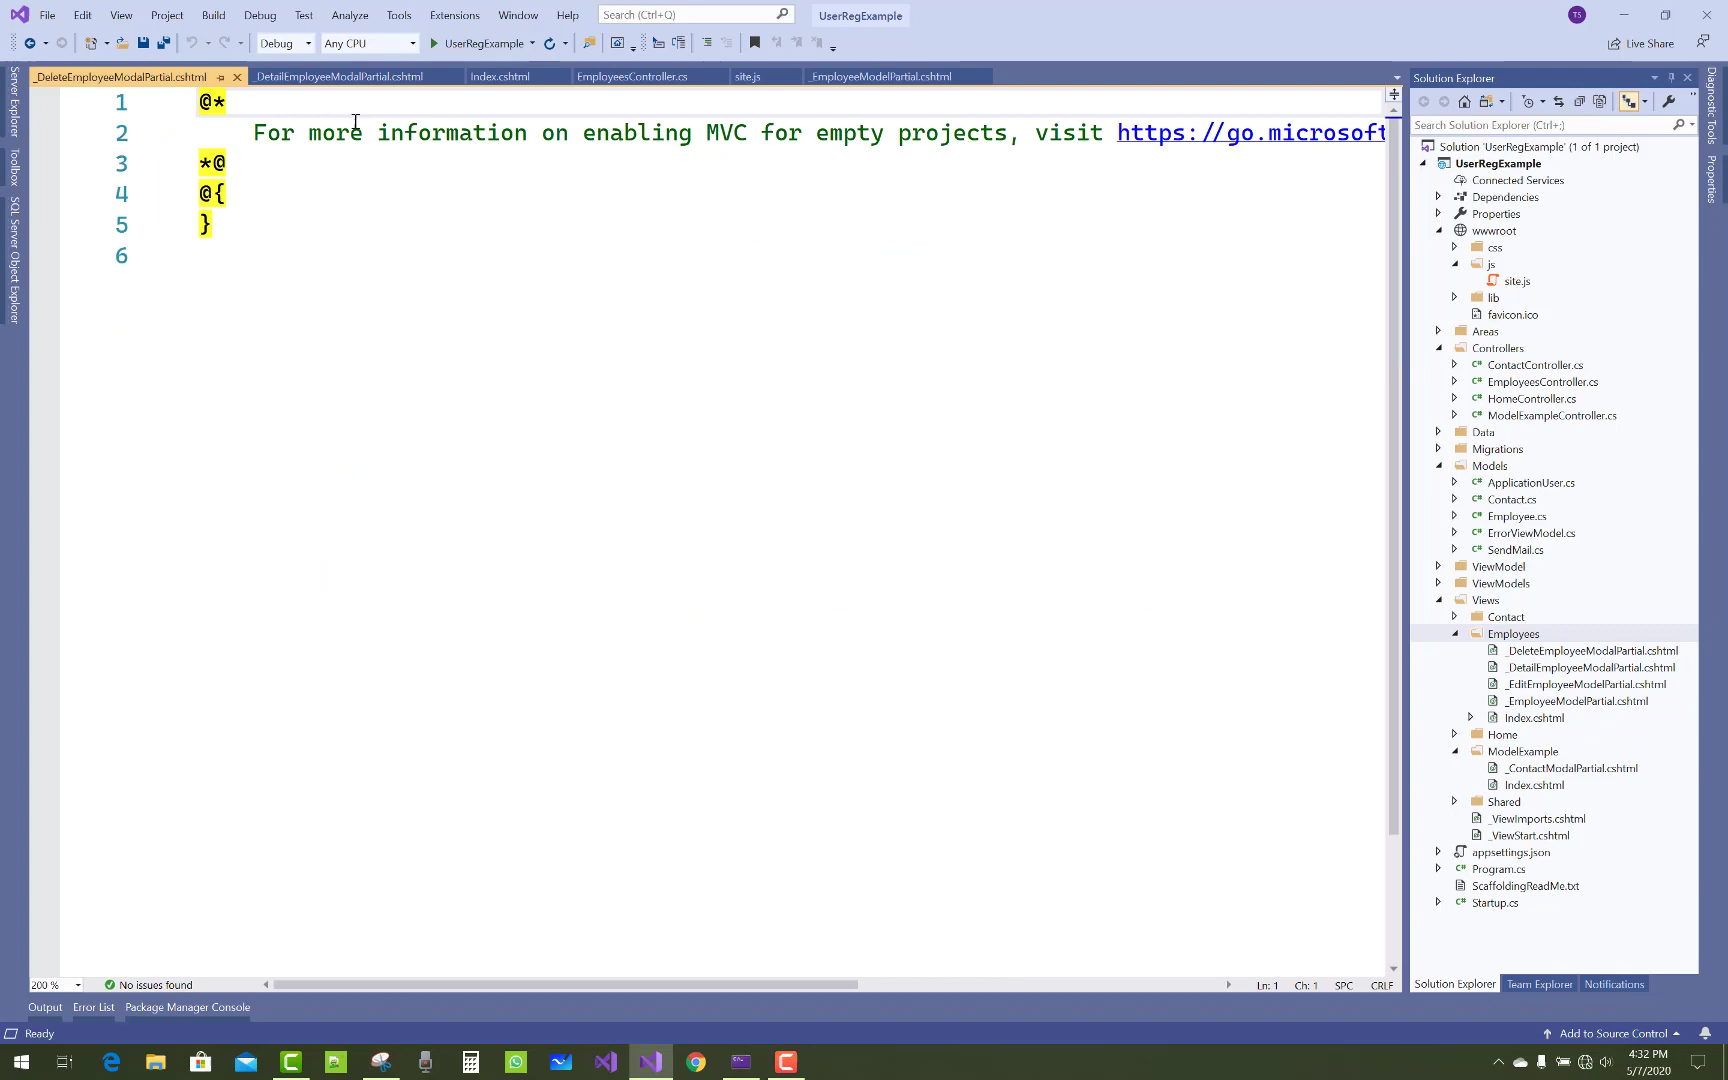 File Edit View Project Build Debug Test Analyze Tools Extensions Window Help Search (Ctrl+Q) UserRegExample TS
Debug Any CPU UserRegExample Live Share
_DeleteEmployeeModalPartial.cshtml _DetailEmployeeModalPartial.cshtml Index.cshtml EmployeesController.cs site.js _EmployeeModelPartial.cshtml
Server Explorer
Toolbox
SQL Server Object Explorer
1 @*
2 For more information on enabling MVC for empty projects, visit https://go.microsoft
3 *@
4 @{
5 }
6
200 % No issues found Ln: 1 Ch: 1 SPC CRLF
Solution Explorer
Search Solution Explorer (Ctrl+;)
Solution 'UserRegExample' (1 of 1 project)
UserRegExample
Connected Services
Dependencies
Properties
wwwroot
css
js
site.js
lib
favicon.ico
Areas
Controllers
ContactController.cs
EmployeesController.cs
HomeController.cs
ModelExampleController.cs
Data
Migrations
Models
ApplicationUser.cs
Contact.cs
Employee.cs
ErrorViewModel.cs
SendMail.cs
ViewModel
ViewModels
Views
Contact
Employees
_DeleteEmployeeModalPartial.cshtml
_DetailEmployeeModalPartial.cshtml
_EditEmployeeModelPartial.cshtml
_EmployeeModelPartial.cshtml
Index.cshtml
Home
ModelExample
_ContactModalPartial.cshtml
Index.cshtml
Shared
_ViewImports.cshtml
_ViewStart.cshtml
appsettings.json
Program.cs
ScaffoldingReadMe.txt
Startup.cs
Solution Explorer Team Explorer Notifications
Diagnostic Tools
Properties
Output Error List Package Manager Console
Ready Add to Source Control
4:32 PM
5/7/2020